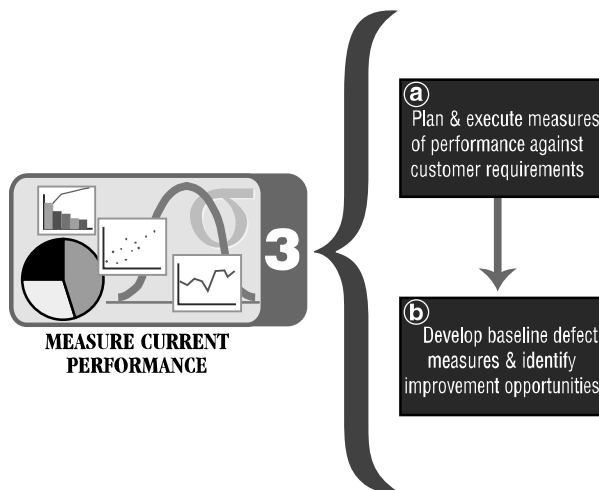 σ
3
MEASURE CURRENT
PERFORMANCE
a
Plan & execute measures
of performance against
customer requirements
b
Develop baseline defect
measures & identify
improvement opportunities